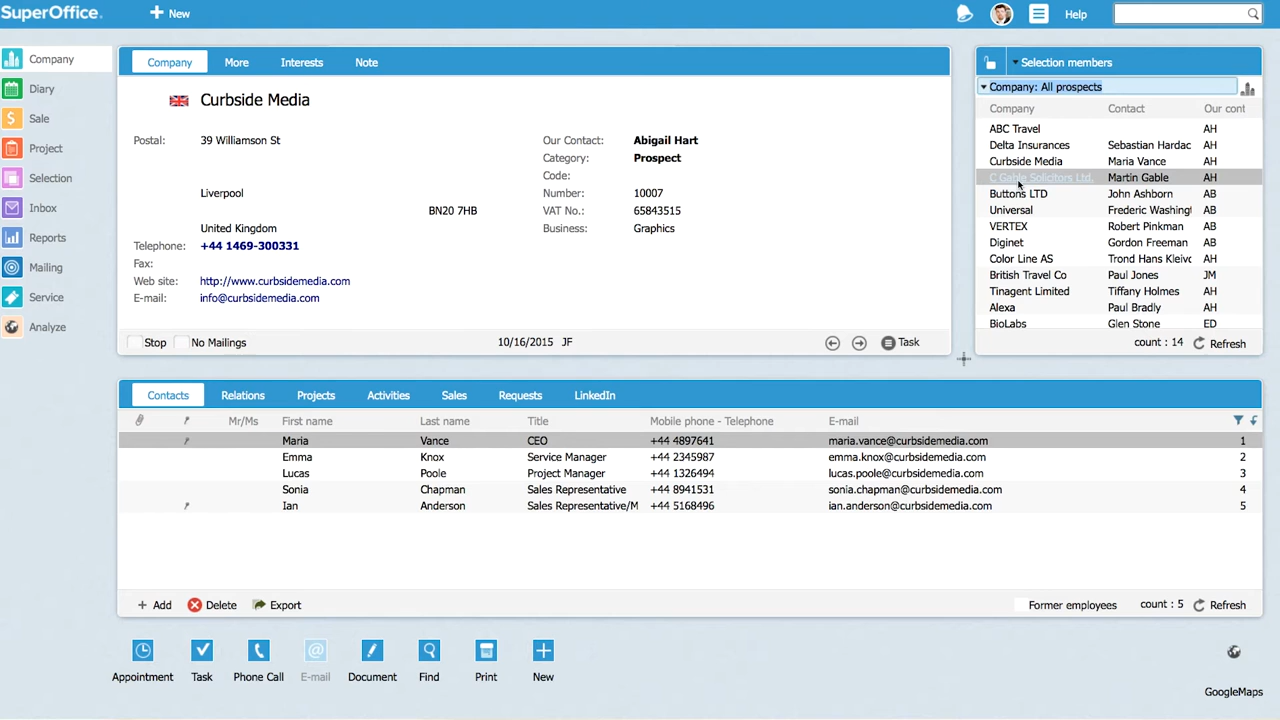 SuperOffice.
New
Help
Company
Diary
Sale
Project
Selection
Inbox
Reports
Mailing
Service
Analyze
Company More Interests Note
Curbside Media
Postal: 39 Williamson St
Liverpool
BN20 7HB
United Kingdom
Telephone: +44 1469-300331
Fax:
Web site: http://www.curbsidemedia.com
E-mail: info@curbsidemedia.com
Our Contact: Abigail Hart
Category: Prospect
Code:
Number: 10007
VAT No.: 65843515
Business: Graphics
Stop No Mailings 10/16/2015 JF Task
Selection members
Company: All prospects
Company Contact Our cont
ABC Travel AH
Delta Insurances Sebastian Hardac AH
Curbside Media Maria Vance AH
C Gable Solicitors Ltd. Martin Gable AH
Buttons LTD John Ashborn AB
Universal Frederic Washingt AB
VERTEX Robert Pinkman AB
Diginet Gordon Freeman AB
Color Line AS Trond Hans Kleivc AH
British Travel Co Paul Jones JM
Tinagent Limited Tiffany Holmes AH
Alexa Paul Bradly AH
BioLabs Glen Stone ED
count : 14 Refresh
Contacts Relations Projects Activities Sales Requests LinkedIn
Mr/Ms First name Last name Title Mobile phone - Telephone E-mail
Maria Vance CEO +44 4897641 maria.vance@curbsidemedia.com 1
Emma Knox Service Manager +44 2345987 emma.knox@curbsidemedia.com 2
Lucas Poole Project Manager +44 1326494 lucas.poole@curbsidemedia.com 3
Sonia Chapman Sales Representative +44 8941531 sonia.chapman@curbsidemedia.com 4
Ian Anderson Sales Representative/M +44 5168496 ian.anderson@curbsidemedia.com 5
Add Delete Export Former employees count : 5 Refresh
Appointment Task Phone Call E-mail Document Find Print New
GoogleMaps